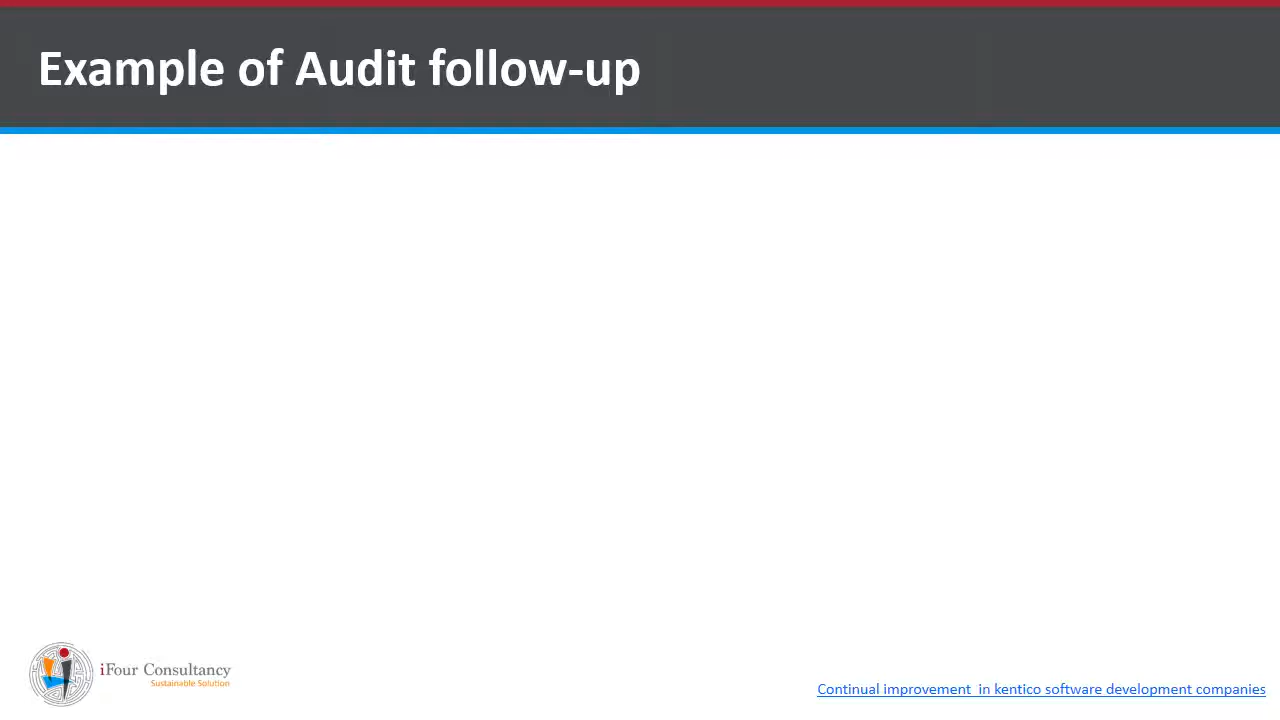 Example of Audit follow-up
iFour Consultancy
Sustainable Solution
Continual improvement  in kentico software development companies